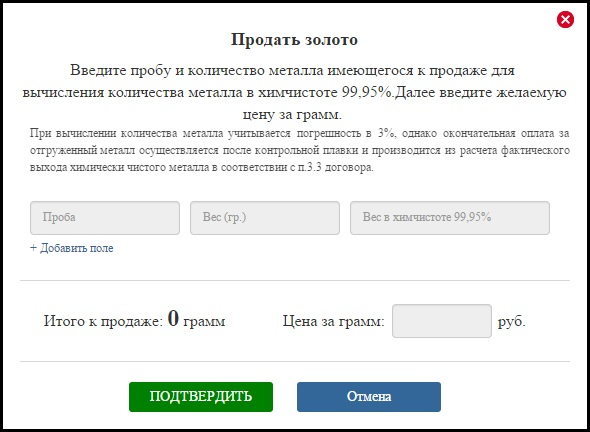 Продать золото
Введите пробу и количество металла имеющегося к продаже для
вычисления количества металла в химчистоте 99,95%.Далее введите желаемую
цену за грамм.
При вычислении количества металла учитывается погрешность в 3%, однако окончательная оплата за
отгруженный металл осуществляется после контрольной плавки и производится из расчета фактического
выхода химически чистого металла в соответствии с п.3.3 договора.
Проба Вес (гр.) Вес в химчистоте 99,95%
+ Добавить поле
Итого к продаже: 0 грамм Цена за грамм: руб.
ПОДТВЕРДИТЬ Отмена